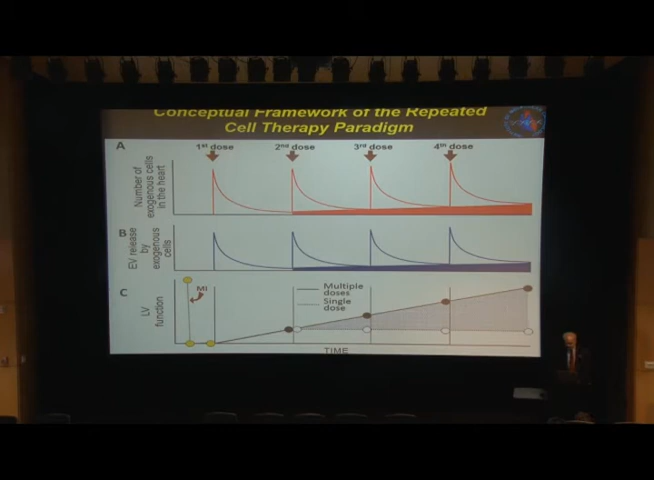 Conceptual Framework of the Repeated
Cell Therapy Paradigm
A
1st dose
2nd dose
3rd dose
4th dose
Number of
exogenous cells
in the heart
B
EV release
by
exogenous
cells
C
LV
function
MI
Multiple
doses
Single
dose
TIME